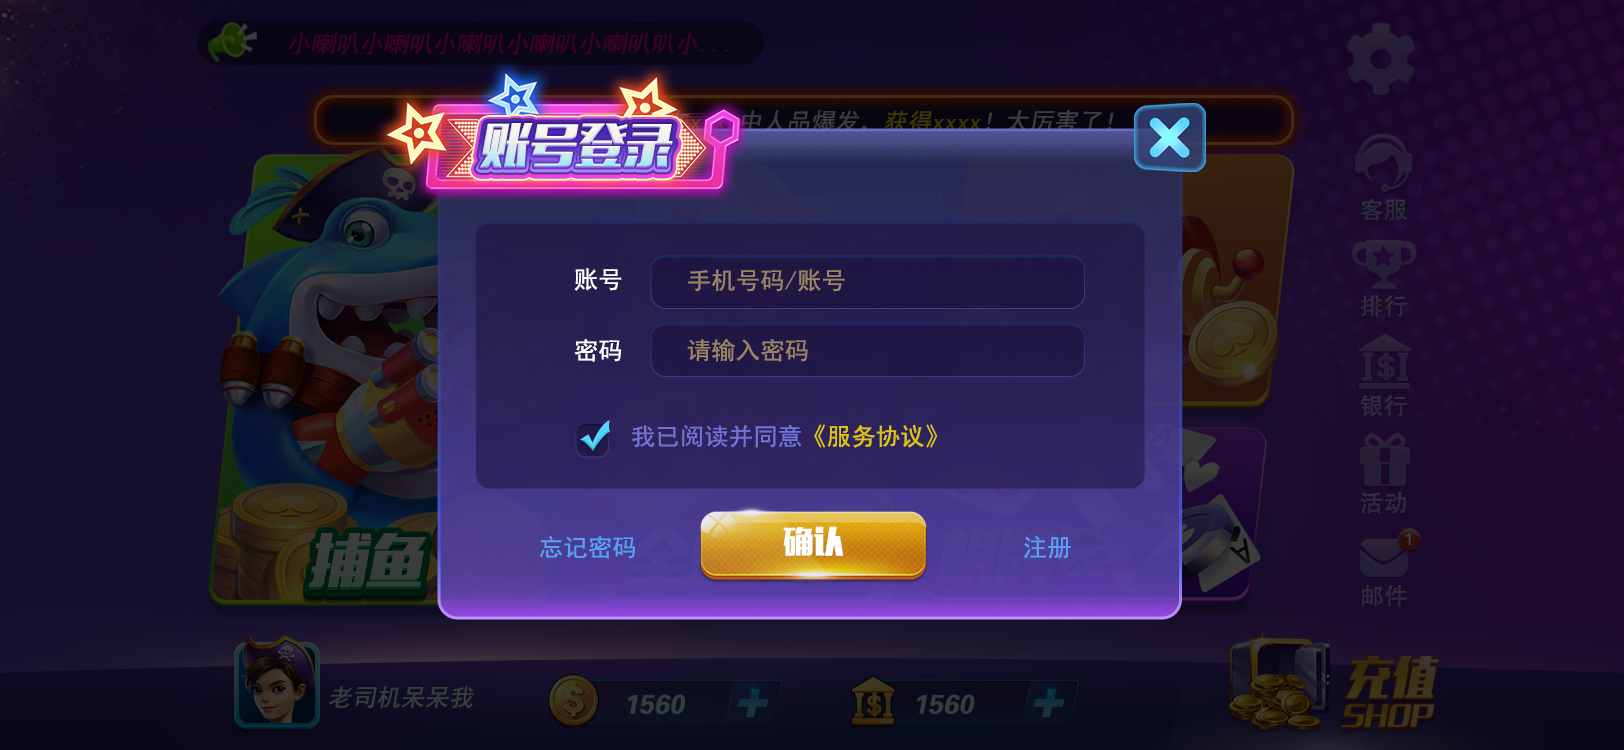 小喇叭小喇叭小喇叭小喇叭小喇叭叭小...
中人品爆发，获得xxxx！太厉害了！
账号登录
账号
手机号码/账号
密码
请输入密码
我已阅读并同意《服务协议》
忘记密码
确认
注册
捕鱼
客服
排行
银行
活动
1
邮件
老司机呆呆我
1560
1560
充值
SHOP